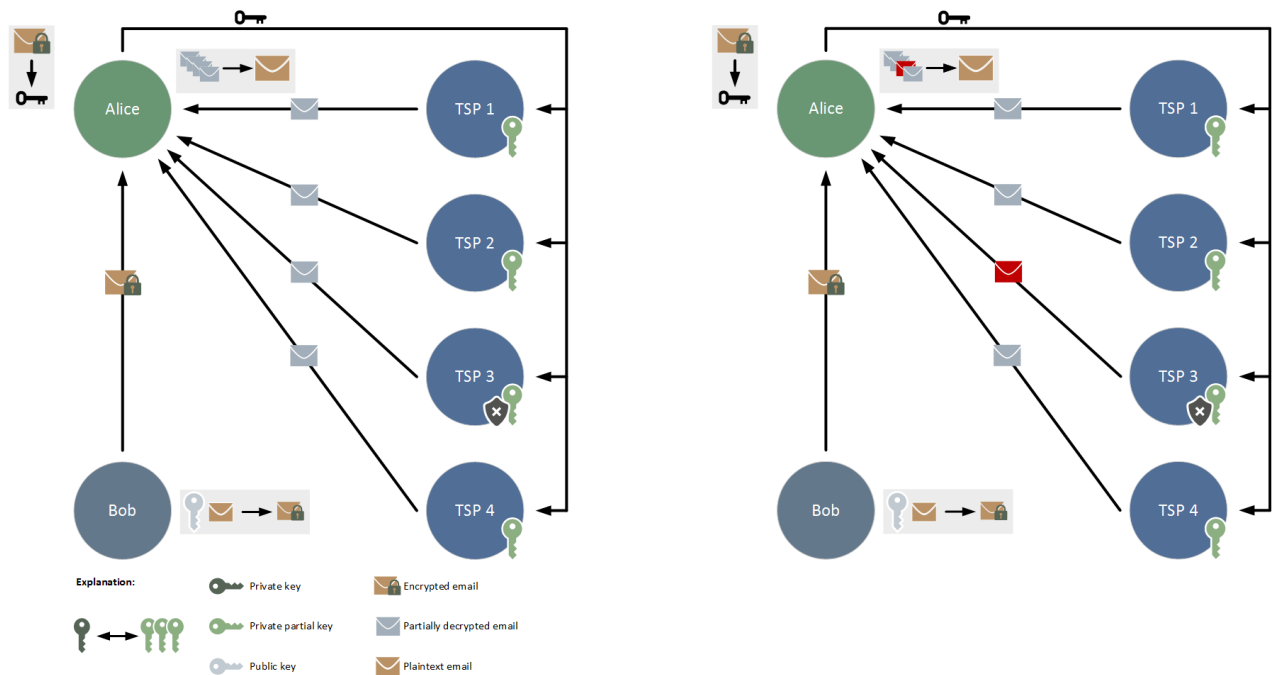 Alice
TSP 1
TSP 2
TSP 3
Bob
TSP 4
Explanation:
Private key
Encrypted email
Private partial key
Partially decrypted email
Public key
Plaintext email
Alice
TSP 1
TSP 2
TSP 3
Bob
TSP 4